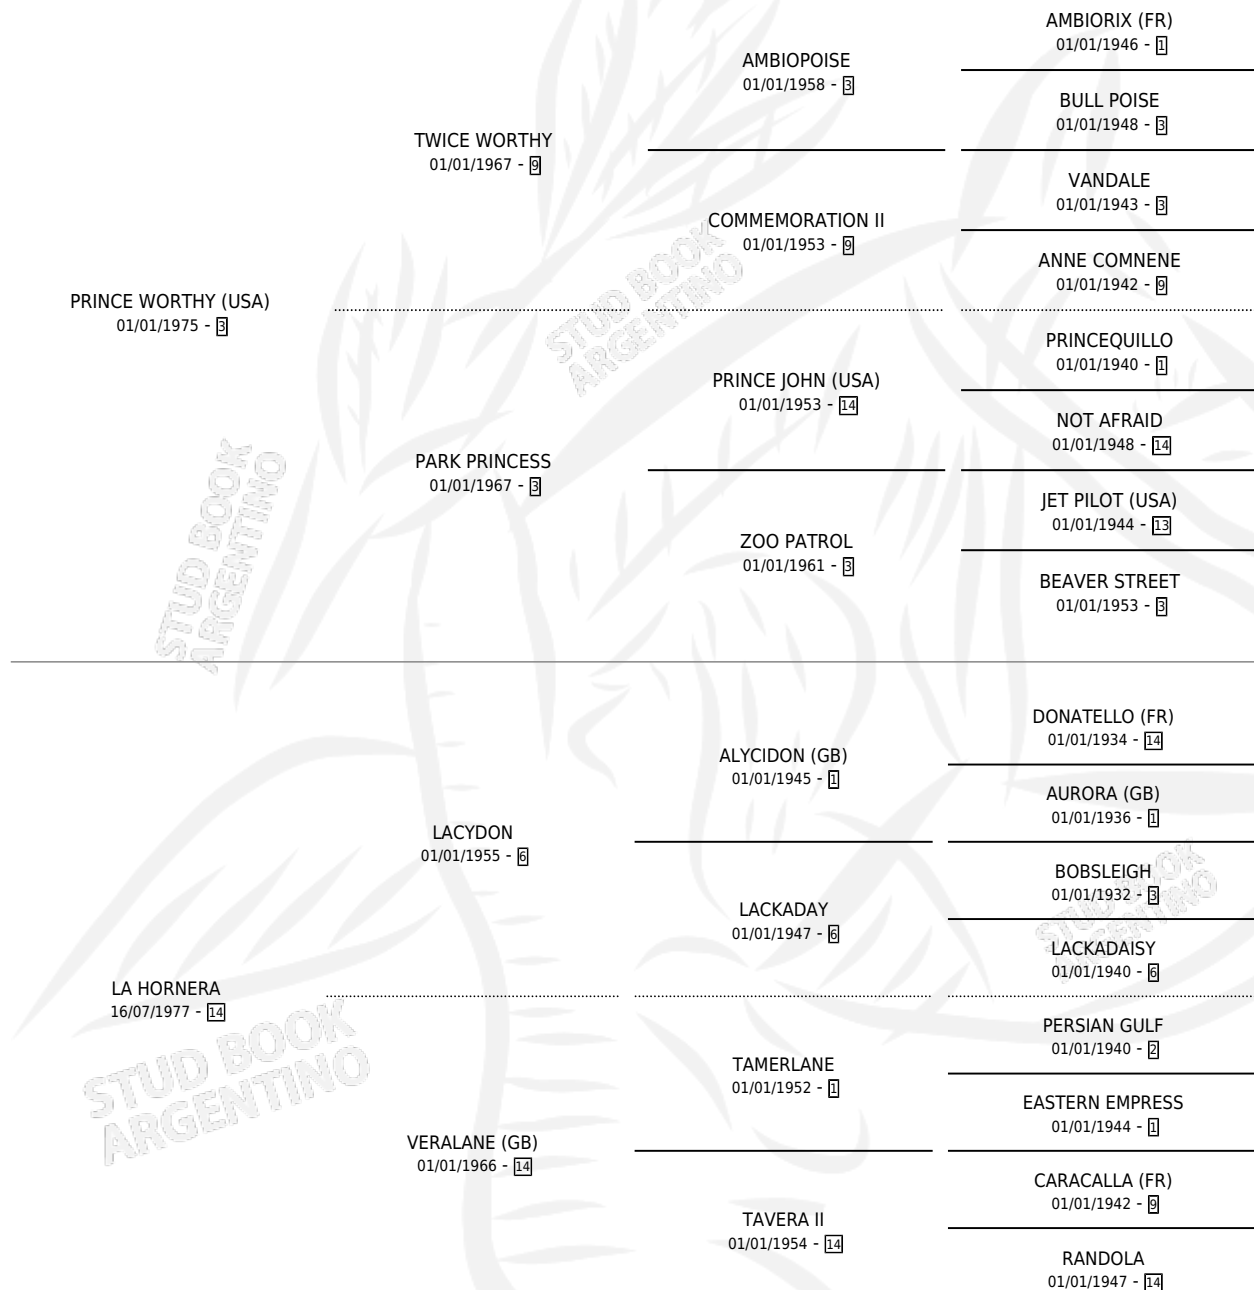 AMBIORIX (FR)
01/01/1946 - 1
AMBIOPOISE
01/01/1958 - 3
BULL POISE
01/01/1948 - 3
TWICE WORTHY
01/01/1967 - 9
VANDALE
01/01/1943 - 3
COMMEMORATION II
01/01/1953 - 9
ANNE COMNENE
01/01/1942 - 9
PRINCE WORTHY (USA)
01/01/1975 - 3
PRINCEQUILLO
01/01/1940 - 1
PRINCE JOHN (USA)
01/01/1953 - 14
NOT AFRAID
01/01/1948 - 14
PARK PRINCESS
01/01/1967 - 3
JET PILOT (USA)
01/01/1944 - 13
ZOO PATROL
01/01/1961 - 3
BEAVER STREET
01/01/1953 - 3
DONATELLO (FR)
01/01/1934 - 14
ALYCIDON (GB)
01/01/1945 - 1
AURORA (GB)
01/01/1936 - 1
LACYDON
01/01/1955 - 6
BOBSLEIGH
01/01/1932 - 3
LACKADAY
01/01/1947 - 6
LACKADAISY
01/01/1940 - 6
LA HORNERA
16/07/1977 - 14
PERSIAN GULF
01/01/1940 - 2
TAMERLANE
01/01/1952 - 1
EASTERN EMPRESS
01/01/1944 - 1
VERALANE (GB)
01/01/1966 - 14
CARACALLA (FR)
01/01/1942 - 9
TAVERA II
01/01/1954 - 14
RANDOLA
01/01/1947 - 14
STUD BOOK
ARGENTINO
STUD BOOK
ARGENTINO
STUD BOOK
ARGENTINO
STUD BOOK
ARGENTINO